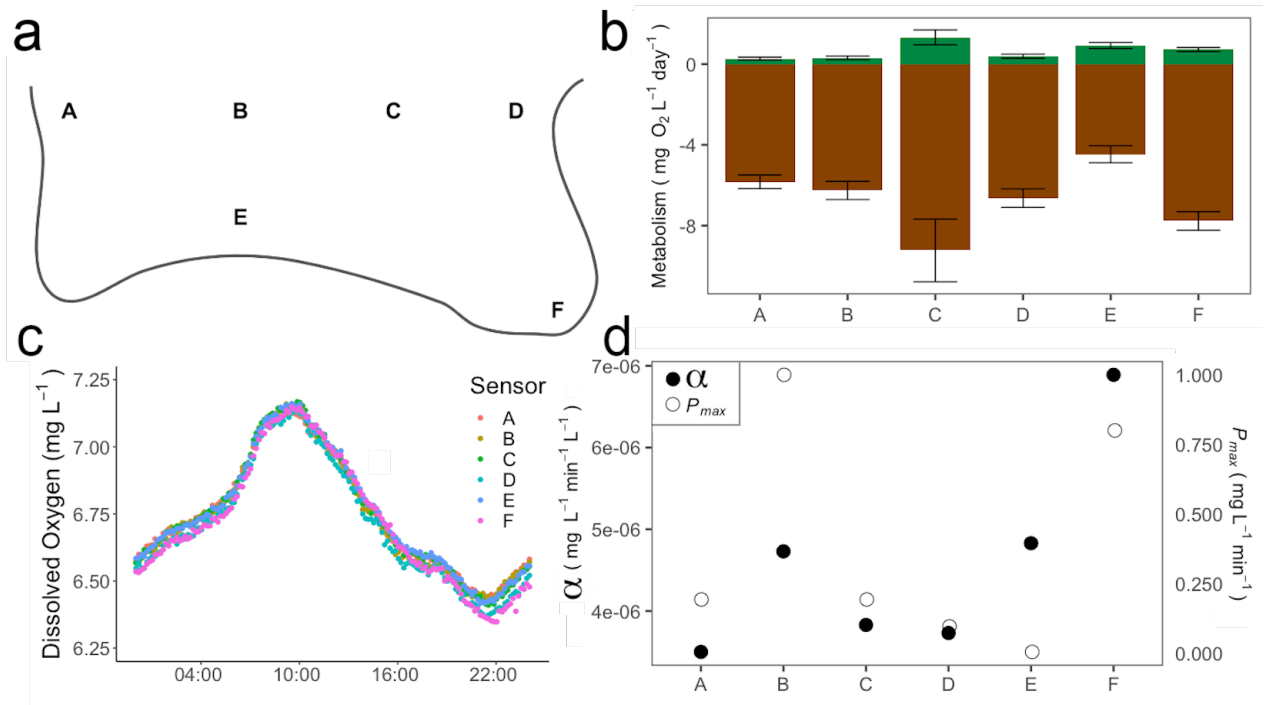 a
A
B
C
D
E
F
b
Metabolism ( mg O₂ L⁻¹ day⁻¹ )
0
-4
-8
A
B
C
D
E
F
c
Dissolved Oxygen (mg L⁻¹ )
7.25
7.00
6.75
6.50
6.25
04:00
10:00
16:00
22:00
Sensor
A
B
C
D
E
F
d
α ( mg L⁻¹ min⁻¹ L⁻¹ )
7e-06
6e-06
5e-06
4e-06
α
Pmax
1.000
0.750
0.500
0.250
0.000
Pmax ( mg L⁻¹ min⁻¹ )
A
B
C
D
E
F